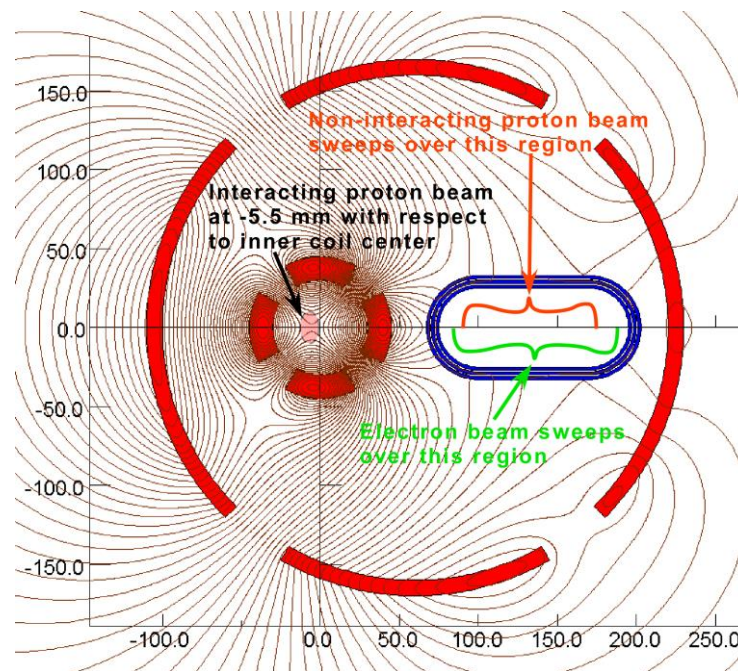 150.0
Non-interacting proton beam
sweeps over this region
100.0
Interacting proton beam
at -5.5 mm with respect
to inner coil center
50.0
0.0
-50.0
Electron beam sweeps
over this region
-100.0
-150.0
-100.0 0.0 50.0 100.0 150.0 200.0 250.0